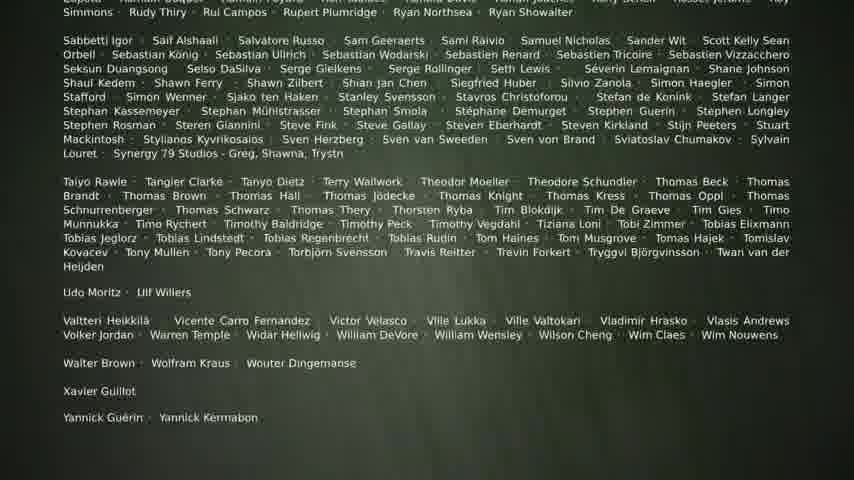 Simmons · Rudy Thiry · Rui Campos · Rupert Plumridge · Ryan Northsea · Ryan Showalter
Sabbetti Igor · Saif Alshaali · Salvatore Russo · Sam Geeraerts · Sami Raivio · Samuel Nicholas · Sander Wit · Scott Kelly Sean
Orbell · Sebastian König · Sebastian Ullrich · Sebastian Wodarski · Sebastien Renard · Sebastien Tricoire · Sebastien Vizzacchero
Seksun Duangsong · Selso DaSilva · Serge Gielkens · Serge Rollinger · Seth Lewis · Séverin Lemaignan · Shane Johnson
Shaul Kedem · Shawn Ferry · Shawn Zilbert · Shian Jan Chen · Siegfried Huber · Silvio Zanola · Simon Haegler · Simon
Stafford · Simon Werner · Sjako ten Haken · Stanley Svensson · Stavros Christoforou · Stefan de Konink · Stefan Langer
Stephan Kassemeyer · Stephan Mühlstrasser · Stephan Smola · Stéphane Demurget · Stephen Guerin · Stephen Longley
Stephen Rosman · Steren Giannini · Steve Fink · Steve Gallay · Steven Eberhardt · Steven Kirkland · Stijn Peeters · Stuart
Mackintosh · Stylianos Kyvrikosaios · Sven Herzberg · Sven van Sweeden · Sven von Brand · Sviatoslav Chumakov · Sylvain
Louret · Synergy 79 Studios - Greg, Shawna, Trystn
Taiyo Rawle · Tangier Clarke · Tanyo Dietz · Terry Wallwork · Theodor Moeller · Theodore Schundler · Thomas Beck · Thomas
Brandt · Thomas Brown · Thomas Hall · Thomas Jödecke · Thomas Knight · Thomas Kress · Thomas Oppl · Thomas
Schnurrenberger · Thomas Schwarz · Thomas Thery · Thorsten Ryba · Tim Blokdijk · Tim De Graeve · Tim Gies · Timo
Munnukka · Timo Rychert · Timothy Baldridge · Timothy Peck · Timothy Vegdahl · Tiziana Loni · Tobi Zimmer · Tobias Elixmann
Tobias Jeglorz · Tobias Lindstedt · Tobias Regenbrecht · Tobias Rudin · Tom Haines · Tom Musgrove · Tomas Hajek · Tomislav
Kovacev · Tony Mullen · Tony Pecora · Torbjörn Svensson · Travis Reitter · Trevin Forkert · Tryggvi Björgvinsson · Twan van der
Heijden
Udo Moritz · Ulf Willers
Valtteri Heikkilä · Vicente Carro Fernandez · Victor Velasco · Ville Lukka · Ville Valtokari · Vladimir Hrasko · Vlasis Andrews
Volker Jordan · Warren Temple · Widar Hellwig · William DeVore · William Wensley · Wilson Cheng · Wim Claes · Wim Nouwens
Walter Brown · Wolfram Kraus · Wouter Dingemanse
Xavier Guillot
Yannick Guérin · Yannick Kermabon